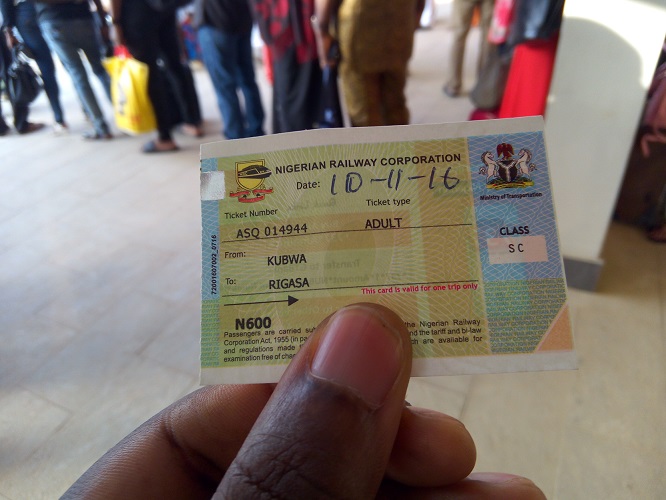 NIGERIAN RAILWAY CORPORATION
Date: 10-11-16
Ministry of Transportation
Ticket Number
Ticket type
ASQ 014944
ADULT
CLASS
SC
From:
KUBWA
To:
RIGASA
This card is valid for one trip only
N600
Passengers are carried the Nigerian Railway
Corporation Act, 1955 and the tariff and bi-law
and regulations made are available for
examination free of